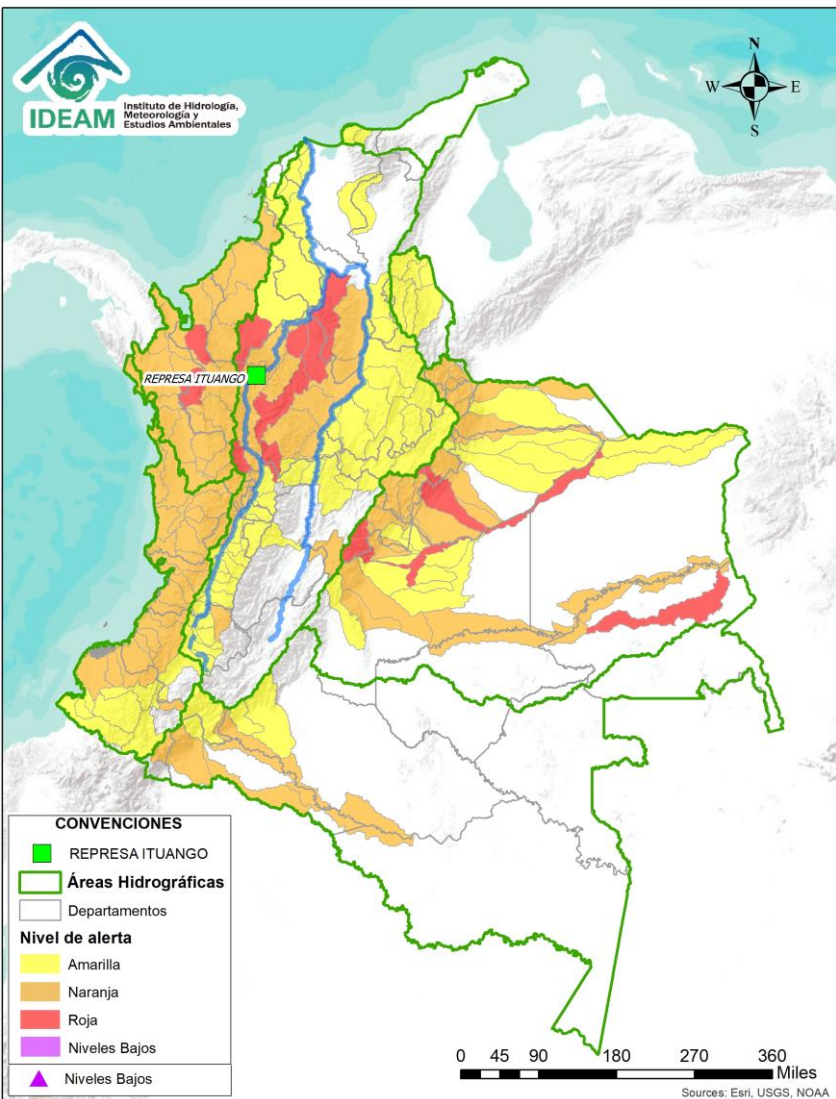 IDEAM
Instituto de Hidrología,
Meteorología y
Estudios Ambientales
N
W
E
S
REPRESA ITUANGO
CONVENCIONES
REPRESA ITUANGO
Áreas Hidrográficas
Departamentos
Nivel de alerta
Amarilla
Naranja
Roja
Niveles Bajos
Niveles Bajos
0 45 90 180 270 360
Miles
Sources: Esri, USGS, NOAA